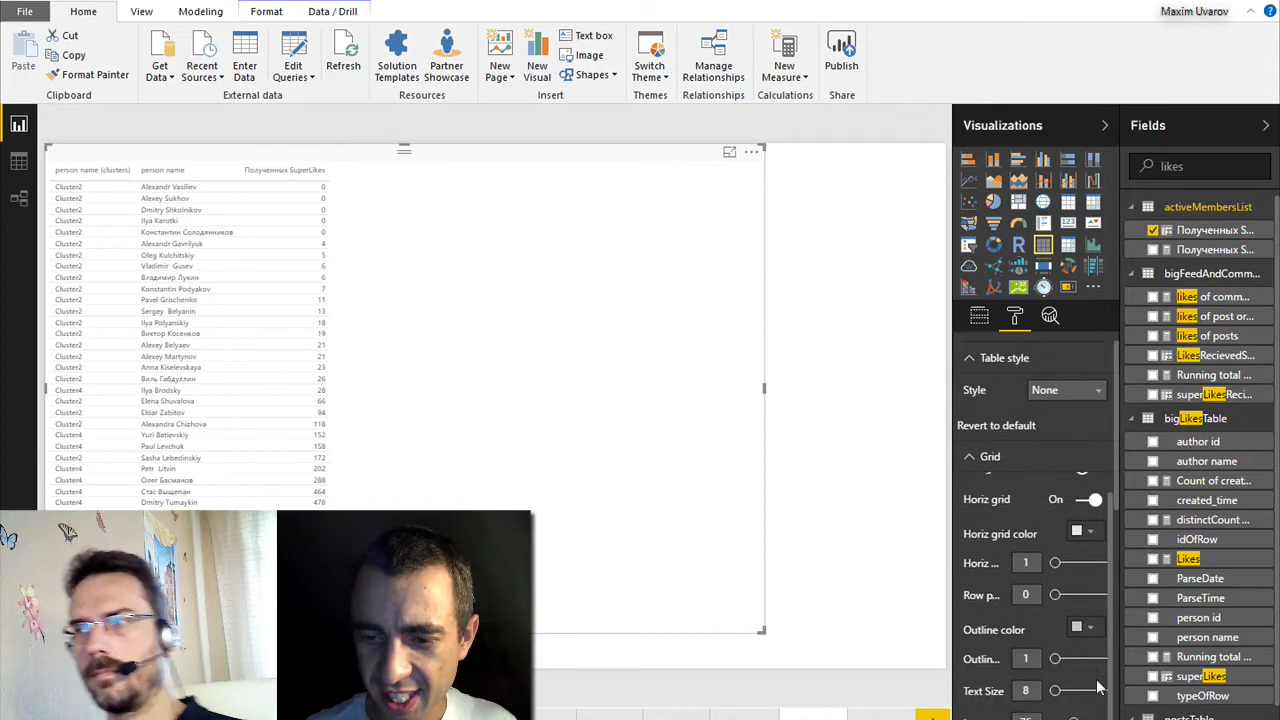 Maxim Uvarov
File Home View Modeling Format Data / Drill
Paste Cut Copy Format Painter
Get Data Recent Sources Enter Data Edit Queries Refresh
Solution Templates Partner Showcase
New Page New Visual Text box Image Shapes
Switch Theme Manage Relationships New Measure Publish
Clipboard External data Resources Insert Themes Relationships Calculations Share
person name (clusters) person name Полученных SuperLikes
Cluster2 Alexandr Vasiliev 0
Cluster2 Alexey Sukhov 0
Cluster2 Dmitry Shkolnikov 0
Cluster2 Ilya Karotki 0
Cluster2 Константин Солодянников 0
Cluster2 Alexandr Gavrilyuk 4
Cluster2 Oleg Kulchitskiy 5
Cluster2 Vladimir Gusev 6
Cluster2 Владимир Лукин 6
Cluster2 Konstantin Podyakov 7
Cluster2 Pavel Grischenko 11
Cluster2 Sergey Belyanin 13
Cluster2 Ilya Polyanskiy 18
Cluster2 Виктор Косенков 19
Cluster2 Alexey Belyaev 21
Cluster2 Alexey Martynov 21
Cluster2 Anna Kiselevskaya 23
Cluster2 Виль Габдуллин 26
Cluster4 Ilya Brodsky 28
Cluster2 Elena Shuvalova 66
Cluster2 Eldar Zabitov 94
Cluster2 Alexandra Chizhova 118
Cluster4 Yuri Batievskiy 152
Cluster4 Paul Levchuk 158
Cluster2 Sasha Lebedinskiy 172
Cluster4 Petr Litvin 202
Cluster4 Олег Басманов 288
Cluster4 Стас Выщепан 464
Cluster4 Dmitry Tumaykin 478
Visualizations
Table style
Style None
Revert to default
Grid
Horiz grid On
Horiz grid color
Horiz ... 1
Row p... 0
Outline color
Outlin... 1
Text Size 8
Fields
likes
activeMembersList
Полученных S...
Полученных S...
bigFeedAndComm...
likes of comm...
likes of post or...
likes of posts
LikesRecievedS...
Running total ...
superLikesReci...
bigLikesTable
author id
author name
Count of creat...
created_time
distinctCount ...
idOfRow
Likes
ParseDate
ParseTime
person id
person name
Running total ...
superLikes
typeOfRow